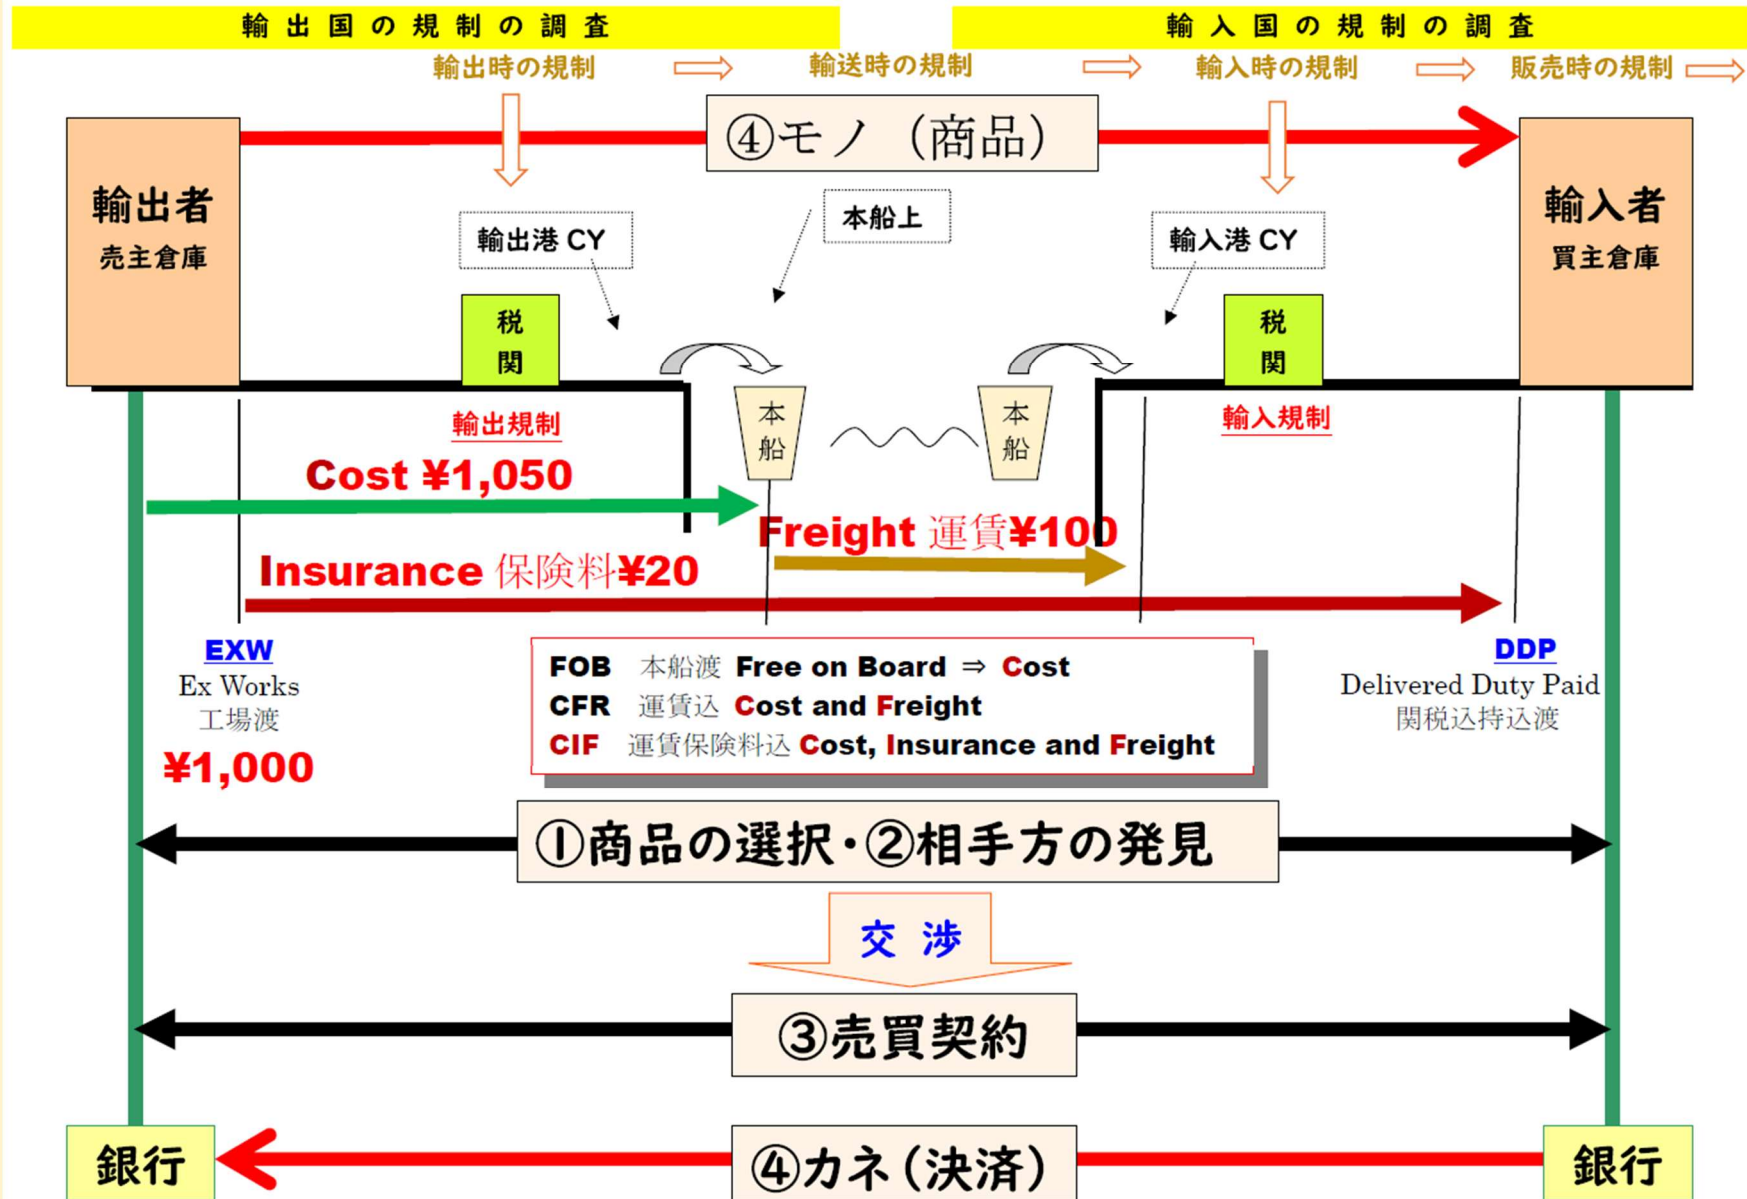 輸出国の規制の調査
輸入国の規制の調査
輸出時の規制
輸送時の規制
輸入時の規制
販売時の規制
④モノ（商品）
輸出者
売主倉庫
輸入者
買主倉庫
輸出港 CY
本船上
輸入港 CY
税
関
税
関
本
船
本
船
輸出規制
輸入規制
Cost ¥1,050
Freight 運賃¥100
Insurance 保険料¥20
EXW
Ex Works
工場渡
¥1,000
FOB 本船渡 Free on Board ⇒ Cost
CFR 運賃込 Cost and Freight
CIF 運賃保険料込 Cost, Insurance and Freight
DDP
Delivered Duty Paid
関税込持込渡
①商品の選択・②相手方の発見
交 渉
③売買契約
銀行
④カネ（決済）
銀行